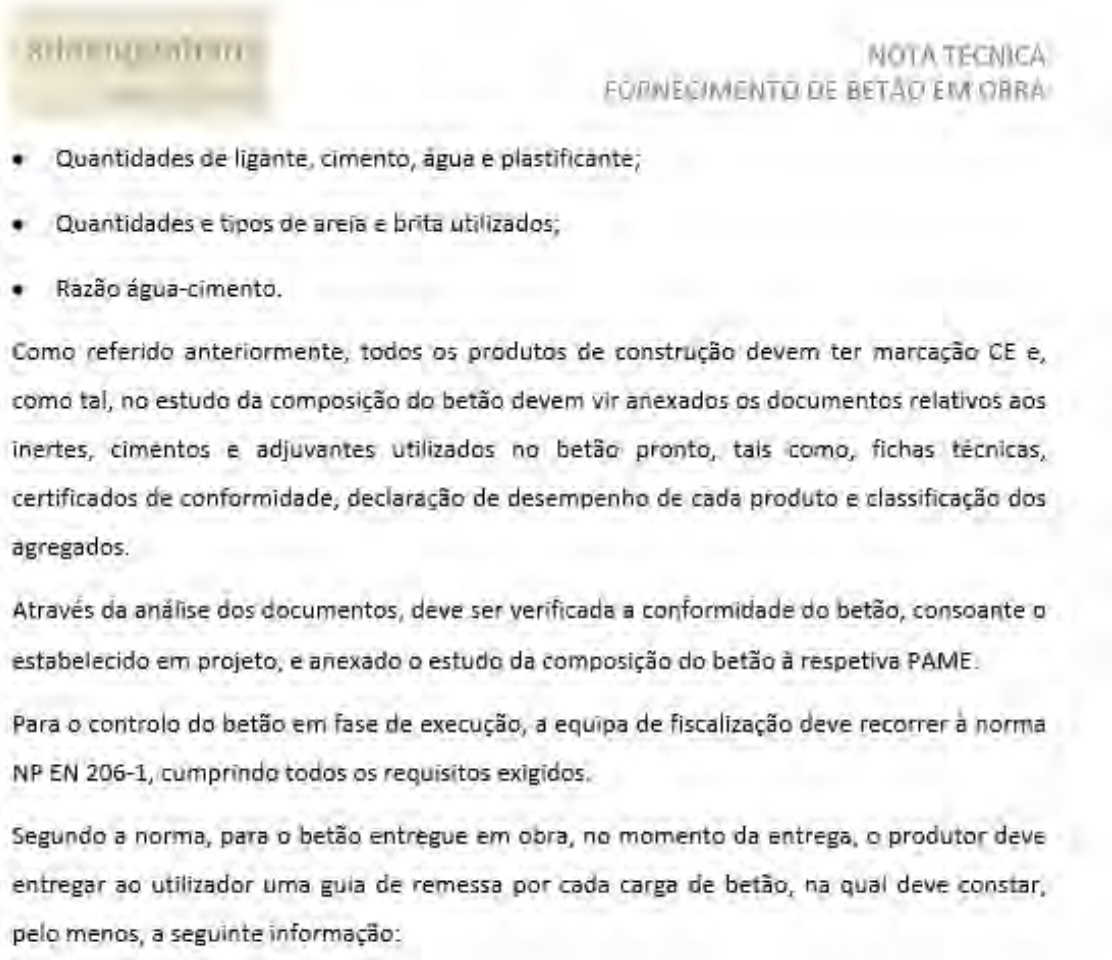 NOTA TECNICA
FORNECIMENTO DE BETÃO EM OBRA
• Quantidades de ligante, cimento, água e plastificante;
• Quantidades e tipos de areia e brita utilizados;
• Razão água-cimento.
Como referido anteriormente, todos os produtos de construção devem ter marcação CE e,
como tal, no estudo da composição do betão devem vir anexados os documentos relativos aos
inertes, cimentos e adjuvantes utilizados no betão pronto, tais como, fichas técnicas,
certificados de conformidade, declaração de desempenho de cada produto e classificação dos
agregados.
Através da análise dos documentos, deve ser verificada a conformidade do betão, consoante o
estabelecido em projeto, e anexado o estudo da composição do betão à respetiva PAME.
Para o controlo do betão em fase de execução, a equipa de fiscalização deve recorrer à norma
NP EN 206-1, cumprindo todos os requisitos exigidos.
Segundo a norma, para o betão entregue em obra, no momento da entrega, o produtor deve
entregar ao utilizador uma guia de remessa por cada carga de betão, na qual deve constar,
pelo menos, a seguinte informação: